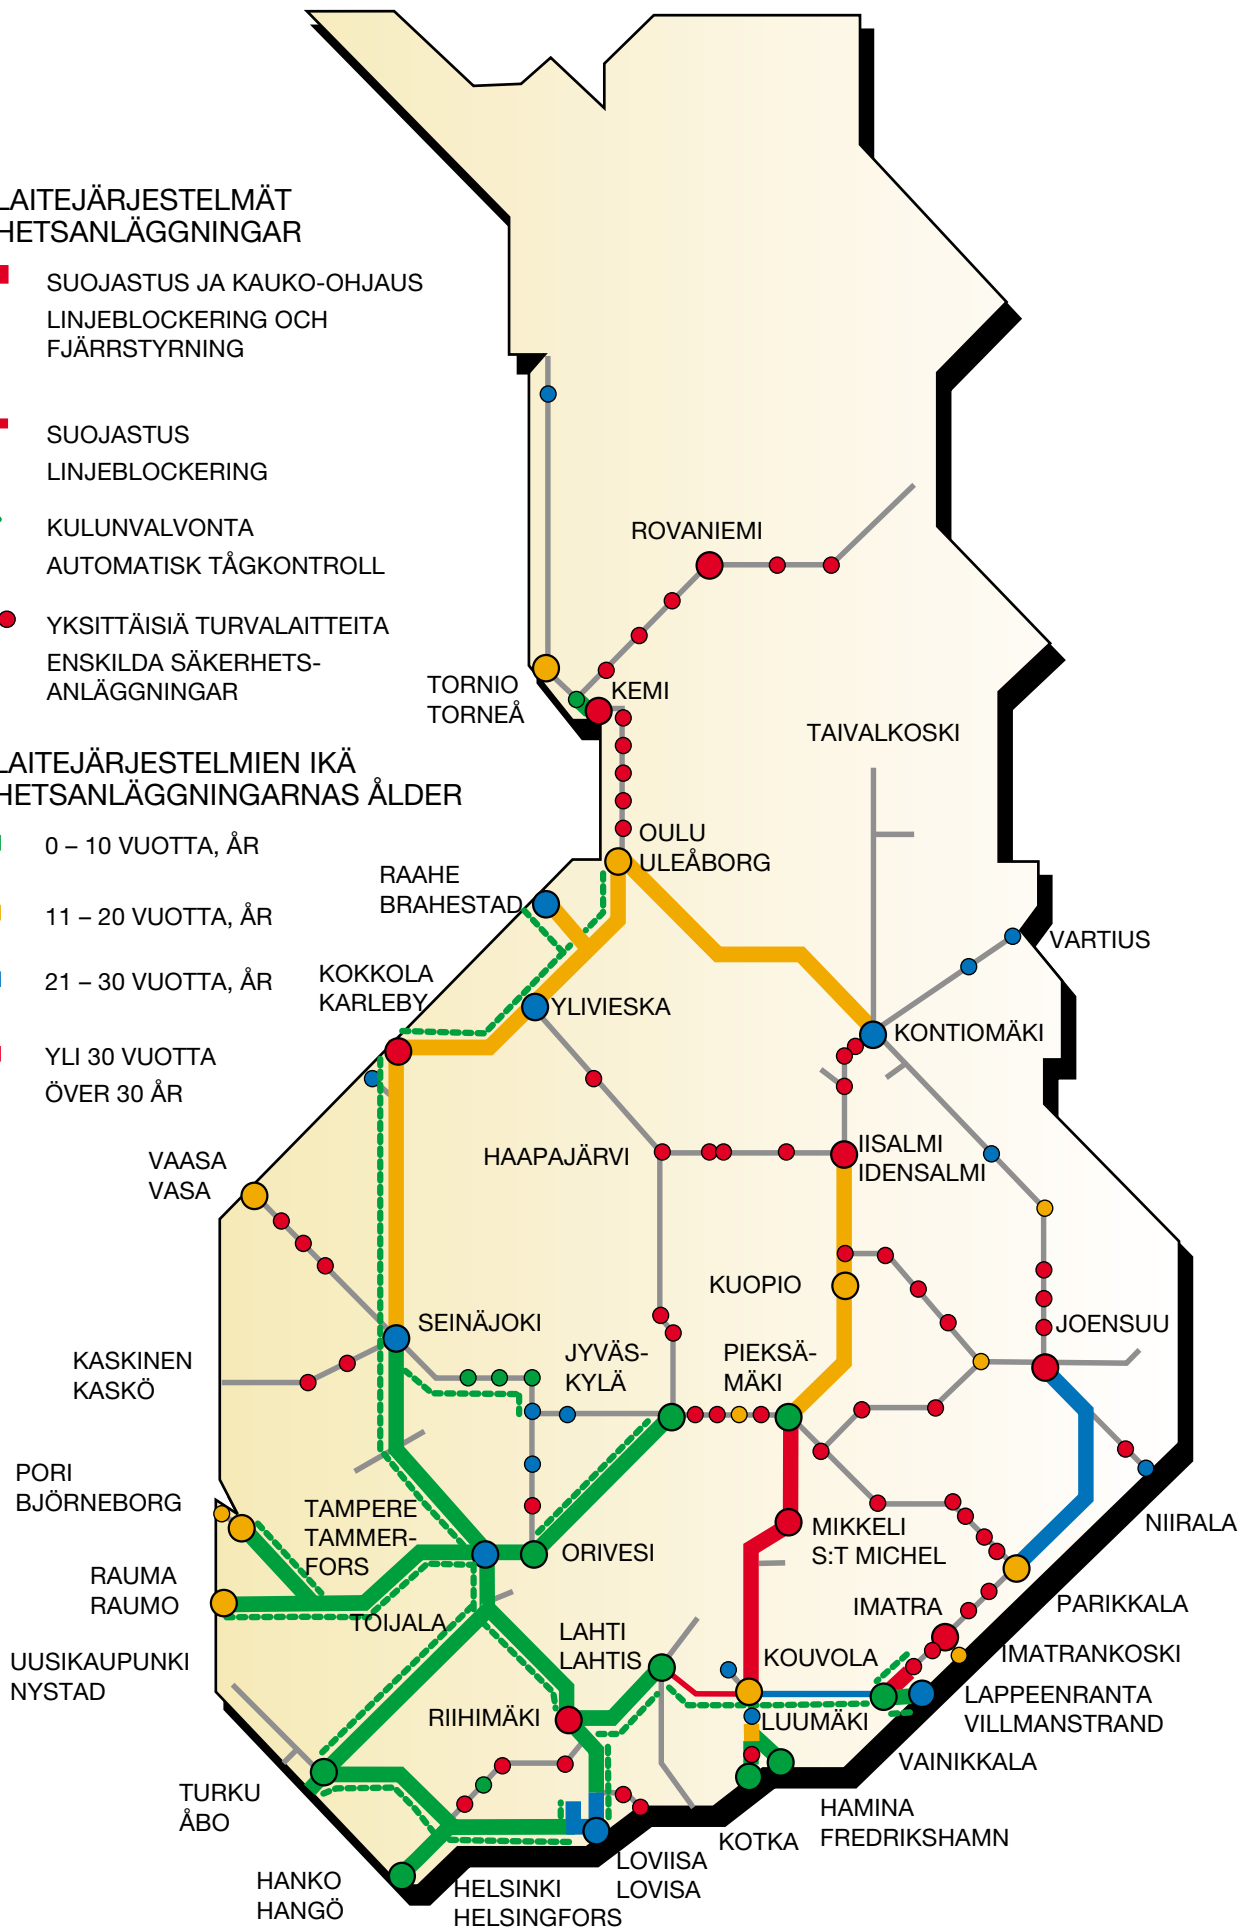 LAITEJÄRJESTELMÄT
HETSANLÄGGNINGAR
SUOJASTUS JA KAUKO-OHJAUS
LINJEBLOCKERING OCH
FJÄRRSTYRNING
SUOJASTUS
LINJEBLOCKERING
KULUNVALVONTA
AUTOMATISK TÅGKONTROLL
YKSITTÄISIÄ TURVALAITTEITA
ENSKILDA SÄKERHETS-
ANLÄGGNINGAR
LAITEJÄRJESTELMIEN IKÄ
HETSANLÄGGNINGARNAS ÅLDER
0 – 10 VUOTTA, ÅR
11 – 20 VUOTTA, ÅR
21 – 30 VUOTTA, ÅR
YLI 30 VUOTTA
ÖVER 30 ÅR
ROVANIEMI
TORNIO
TORNEÅ
KEMI
TAIVALKOSKI
OULU
ULEÅBORG
RAAHE
BRAHESTAD
VARTIUS
KOKKOLA
KARLEBY
YLIVIESKA
KONTIOMÄKI
HAAPAJÄRVI
IISALMI
IDENSALMI
VAASA
VASA
KUOPIO
SEINÄJOKI
JOENSUU
KASKINEN
KASKÖ
JYVÄS-
KYLÄ
PIEKSÄ-
MÄKI
PORI
BJÖRNEBORG
TAMPERE
TAMMER-
FORS
ORIVESI
MIKKELI
S:T MICHEL
NIIRALA
RAUMA
RAUMO
TOIJALA
IMATRA
PARIKKALA
UUSIKAUPUNKI
NYSTAD
LAHTI
LAHTIS
KOUVOLA
IMATRANKOSKI
RIIHIMÄKI
LUUMÄKI
LAPPEENRANTA
VILLMANSTRAND
VAINIKKALA
TURKU
ÅBO
HAMINA
FREDRIKSHAMN
KOTKA
LOVIISA
LOVISA
HANKO
HANGÖ
HELSINKI
HELSINGFORS